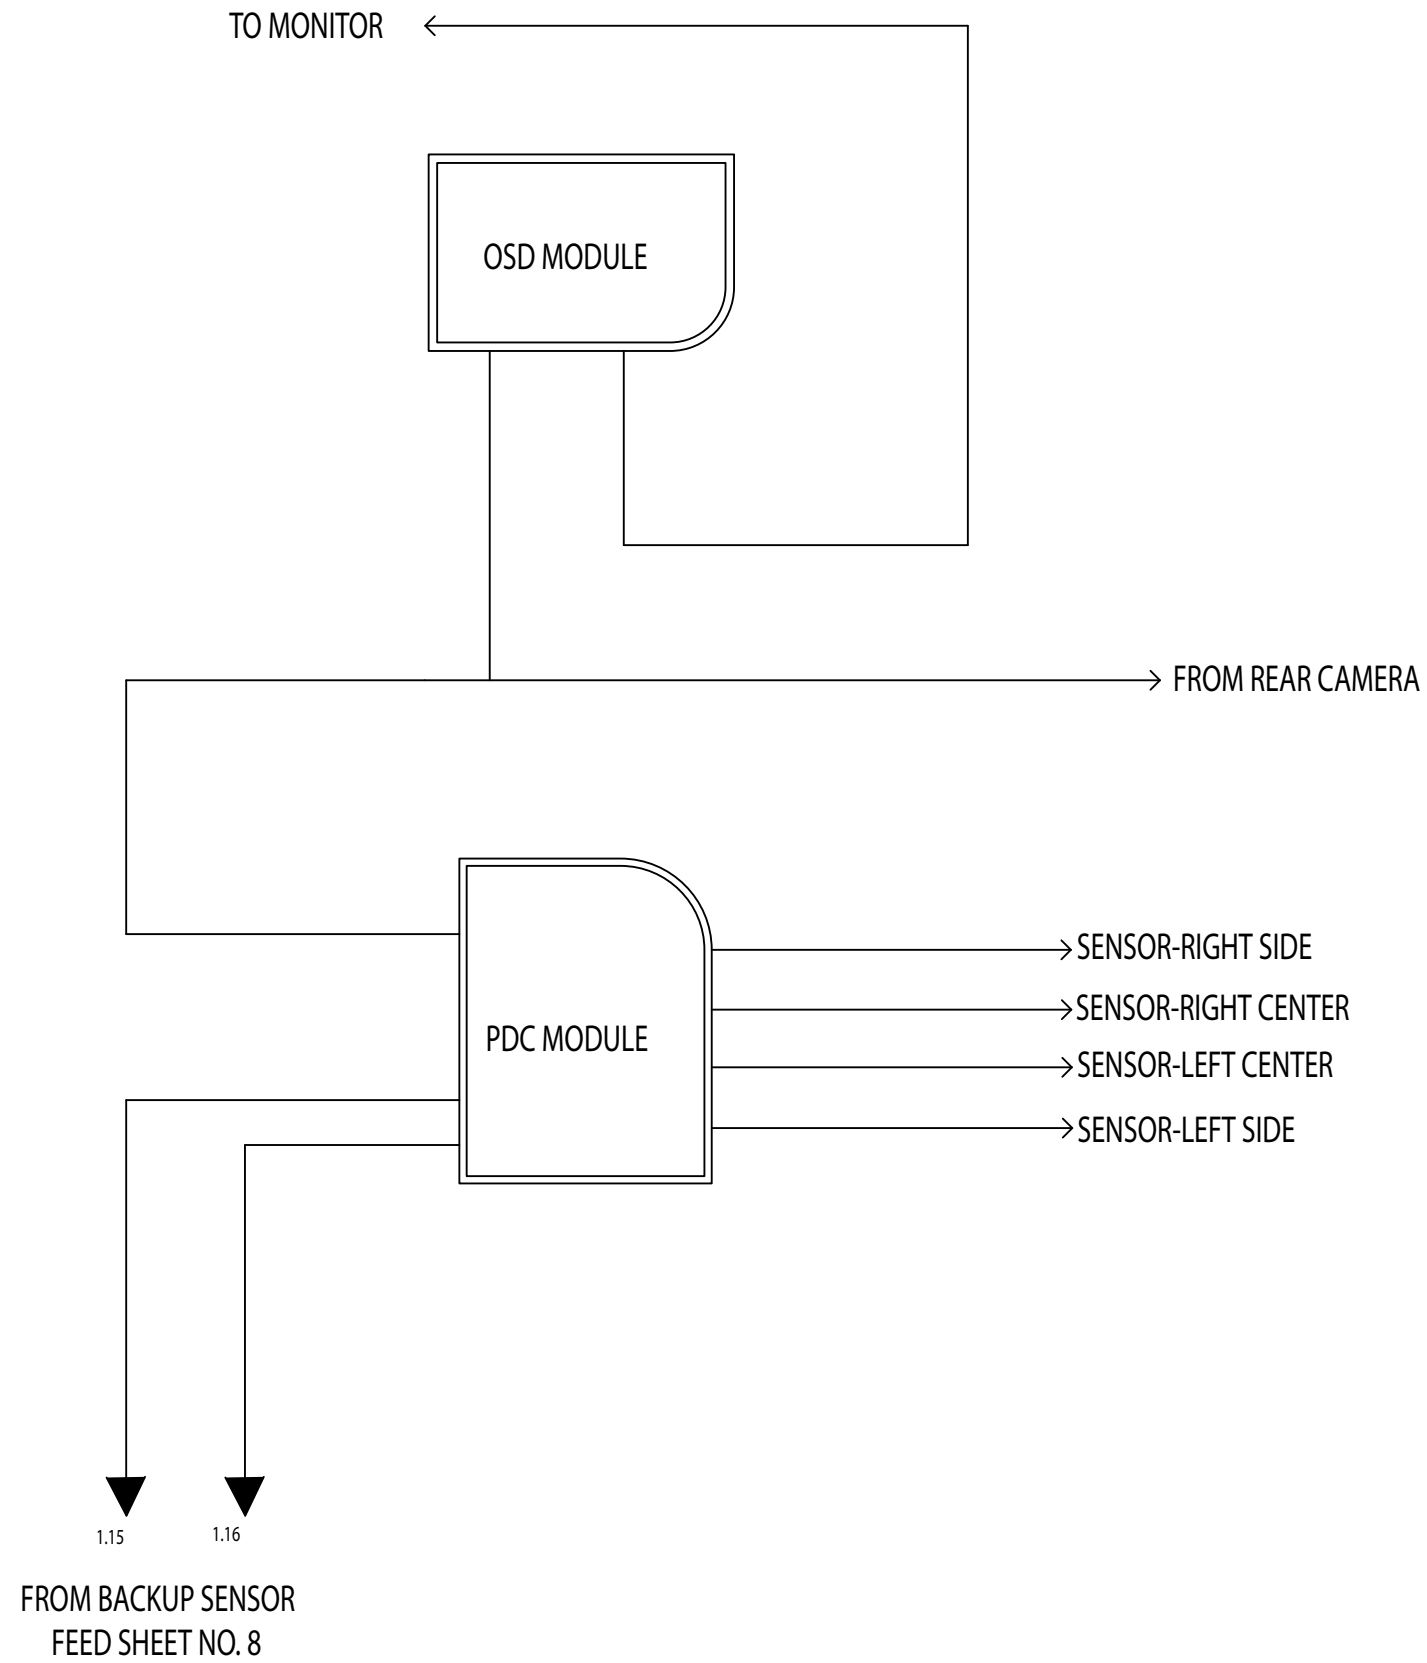 TO MONITOR
OSD MODULE
FROM REAR CAMERA
PDC MODULE
SENSOR-RIGHT SIDE
SENSOR-RIGHT CENTER
SENSOR-LEFT CENTER
SENSOR-LEFT SIDE
1.15
1.16
FROM BACKUP SENSOR
FEED SHEET NO. 8